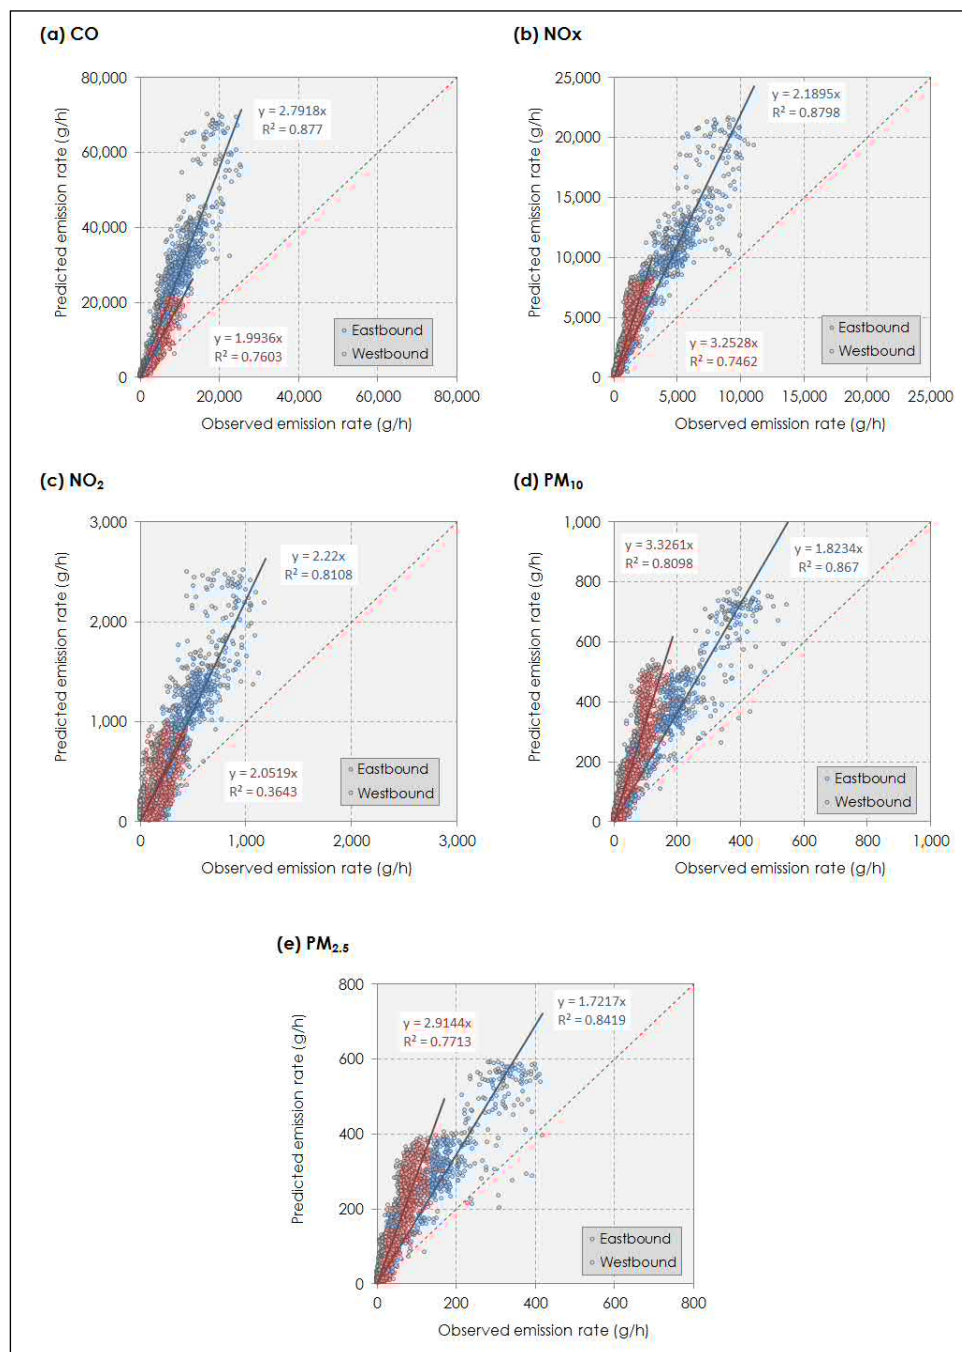 (a) CO
80,000
60,000
40,000
20,000
0
Predicted emission rate (g/h)
y = 2.7918x
R² = 0.877
y = 1.9936x
R² = 0.7603
Eastbound
Westbound
0 20,000 40,000 60,000 80,000
Observed emission rate (g/h)
(b) NOx
25,000
20,000
15,000
10,000
5,000
0
Predicted emission rate (g/h)
y = 2.1895x
R² = 0.8798
y = 3.2528x
R² = 0.7462
Eastbound
Westbound
0 5,000 10,000 15,000 20,000 25,000
Observed emission rate (g/h)
(c) NO₂
3,000
2,000
1,000
0
Predicted emission rate (g/h)
y = 2.22x
R² = 0.8108
y = 2.0519x
R² = 0.3643
Eastbound
Westbound
0 1,000 2,000 3,000
Observed emission rate (g/h)
(d) PM₁₀
1,000
800
600
400
200
0
Predicted emission rate (g/h)
y = 3.3261x
R² = 0.8098
y = 1.8234x
R² = 0.867
Eastbound
Westbound
0 200 400 600 800 1,000
Observed emission rate (g/h)
(e) PM₂.₅
800
600
400
200
0
Predicted emission rate (g/h)
y = 2.9144x
R² = 0.7713
y = 1.7217x
R² = 0.8419
Eastbound
Westbound
0 200 400 600 800
Observed emission rate (g/h)